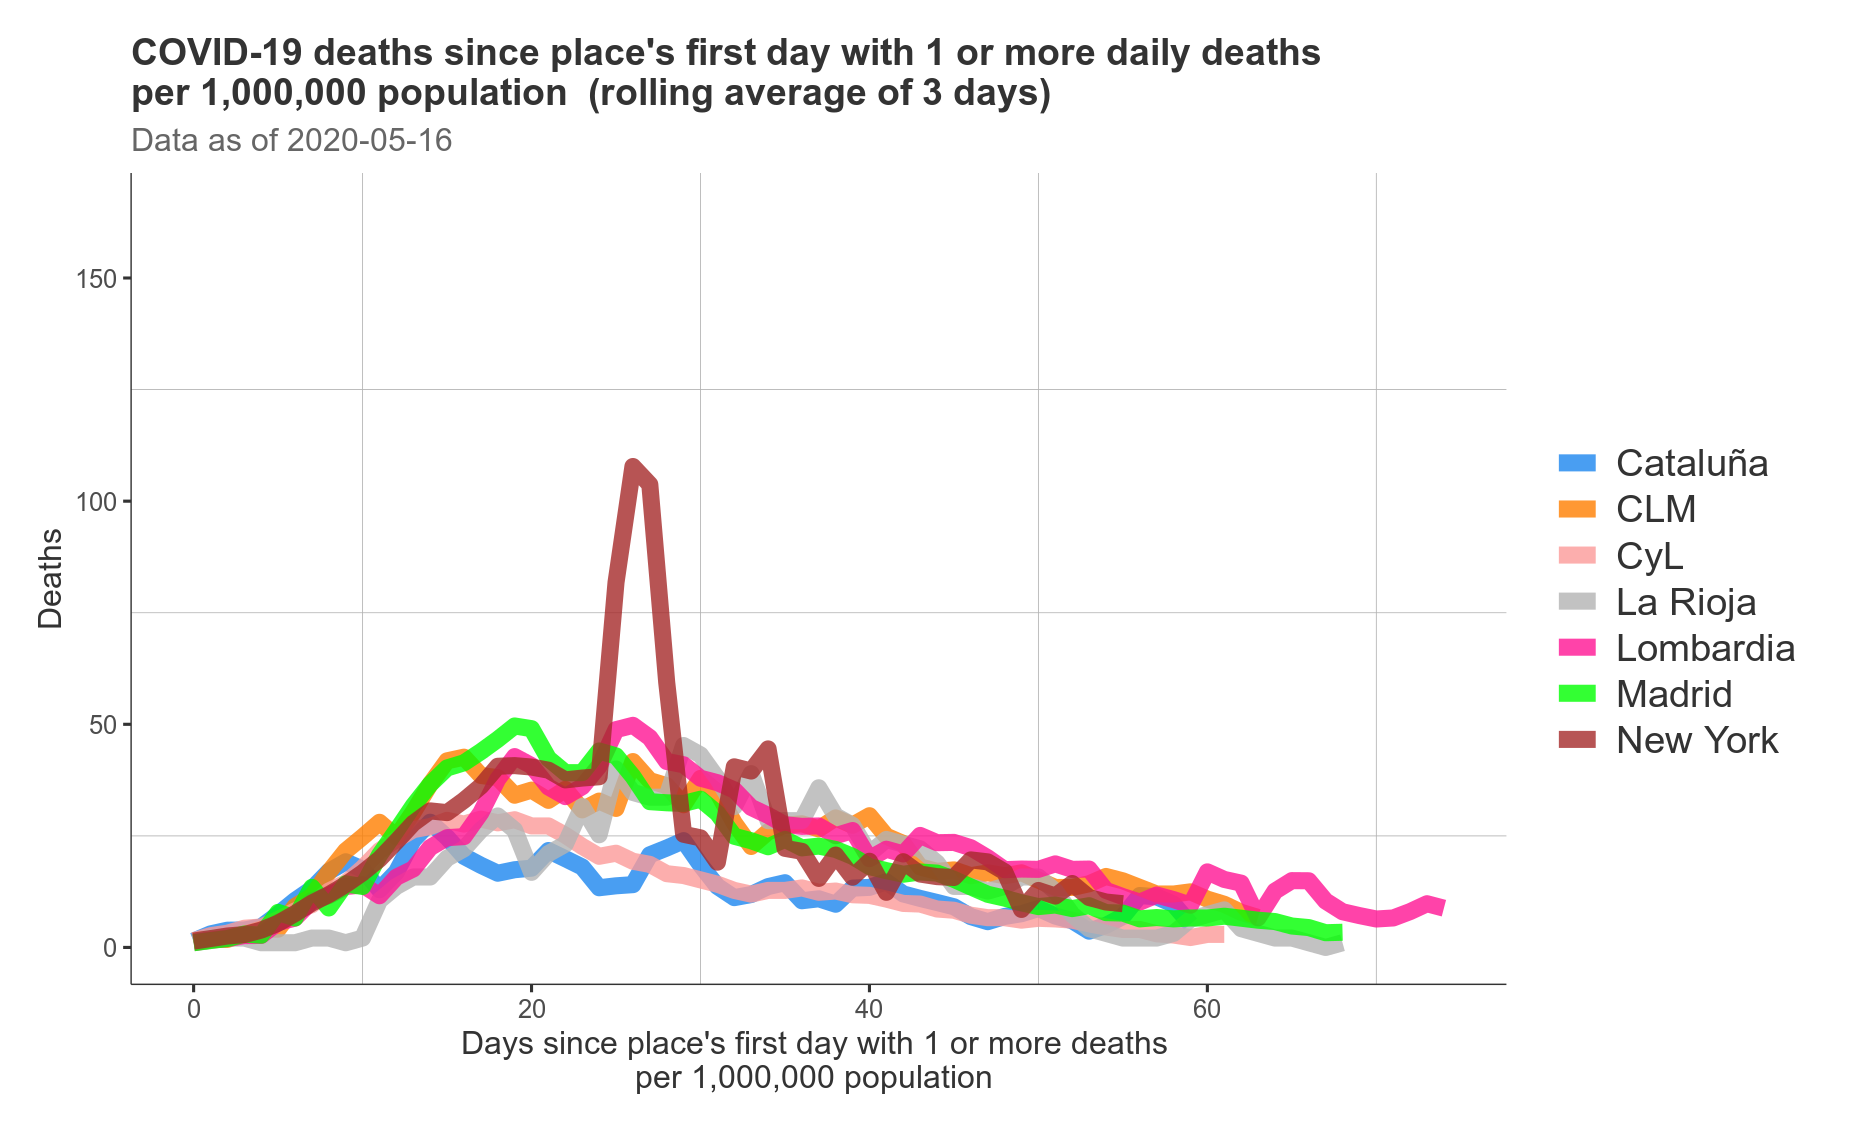 COVID-19 deaths since place's first day with 1 or more daily deaths
per 1,000,000 population  (rolling average of 3 days)
Data as of 2020-05-16
150
100
50
0
Deaths
0 20 40 60
Days since place's first day with 1 or more deaths
per 1,000,000 population
Cataluña
CLM
CyL
La Rioja
Lombardia
Madrid
New York